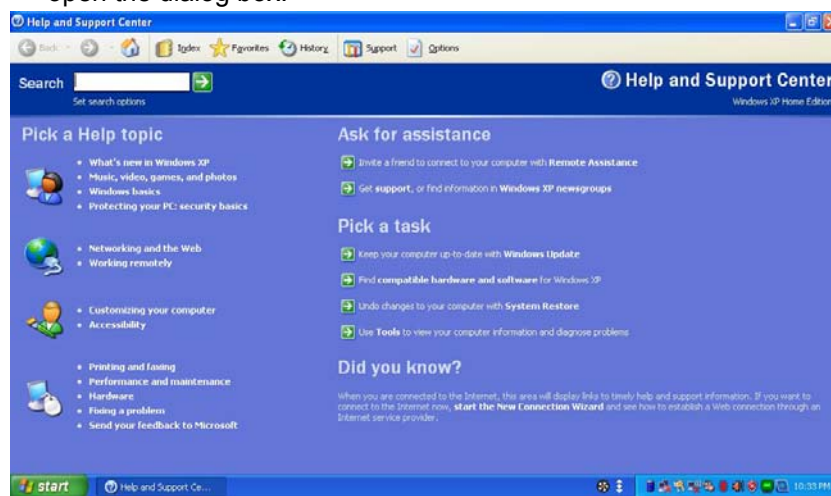 open the dialog box.
Help and Support Center
Back
Index
Favorites
History
Support
Options
Search
Set search options
Help and Support Center
Windows XP Home Edition
Pick a Help topic
What's new in Windows XP
Music, video, games, and photos
Windows basics
Protecting your PC: security basics
Networking and the Web
Working remotely
Customizing your computer
Accessibility
Printing and faxing
Performance and maintenance
Hardware
Fixing a problem
Send your feedback to Microsoft
Ask for assistance
Invite a friend to connect to your computer with Remote Assistance
Get support, or find information in Windows XP newsgroups
Pick a task
Keep your computer up-to-date with Windows Update
Find compatible hardware and software for Windows XP
Undo changes to your computer with System Restore
Use Tools to view your computer information and diagnose problems
Did you know?
When you are connected to the Internet, this area will display links to timely help and support information. If you want to
connect to the Internet now, start the New Connection Wizard and see how to establish a Web connection through an
Internet service provider.
start
Help and Support Ce...
10:33 PM